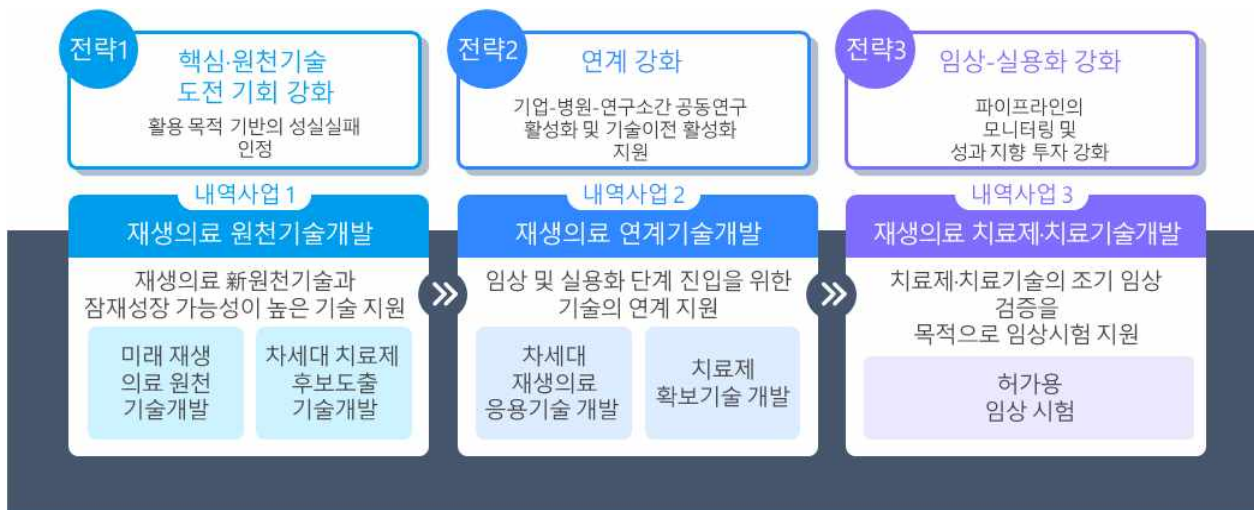 전략1
핵심·원천기술
도전 기회 강화
활용 목적 기반의 성실실패
인정
전략2
연계 강화
기업-병원-연구소간 공동연구
활성화 및 기술이전 활성화
지원
전략3
임상-실용화 강화
파이프라인의
모니터링 및
성과 지향 투자 강화
내역사업 1
재생의료 원천기술개발
재생의료 新원천기술과
잠재성장 가능성이 높은 기술 지원
미래 재생
의료 원천
기술개발
차세대 치료제
후보도출
기술개발
내역사업 2
재생의료 연계기술개발
임상 및 실용화 단계 진입을 위한
기술의 연계 지원
차세대
재생의료
응용기술 개발
치료제
확보기술 개발
내역사업 3
재생의료 치료제·치료기술개발
치료제·치료기술의 조기 임상
검증을
목적으로 임상시험 지원
허가용
임상 시험